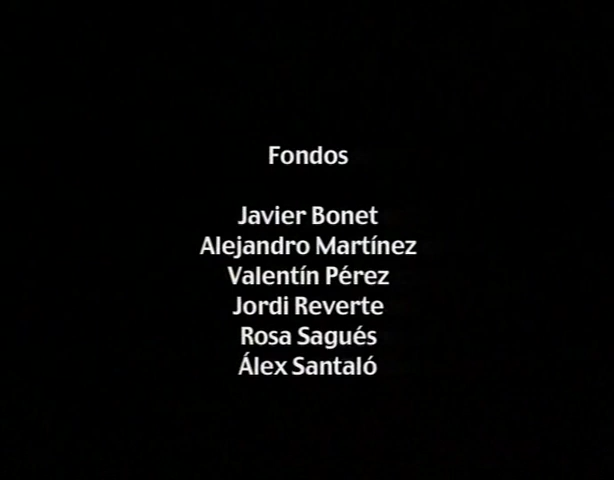 Fondos
Javier Bonet
Alejandro Martínez
Valentín Pérez
Jordi Reverte
Rosa Sagués
Álex Santaló